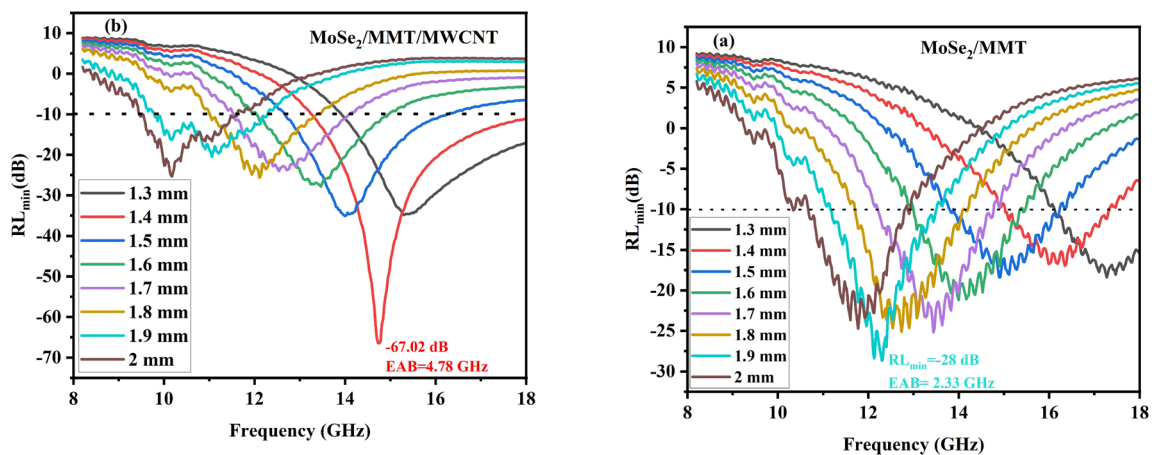 (b)
MoSe2/MMT/MWCNT
10
0
-10
-20
-30
-40
-50
-60
-70
RLmin(dB)
1.3 mm
1.4 mm
1.5 mm
1.6 mm
1.7 mm
1.8 mm
1.9 mm
2 mm
-67.02 dB
EAB=4.78 GHz
8 10 12 14 16 18
Frequency (GHz)
(a)
MoSe2/MMT
10
5
0
-5
-10
-15
-20
-25
-30
RLmin(dB)
1.3 mm
1.4 mm
1.5 mm
1.6 mm
1.7 mm
1.8 mm
1.9 mm
2 mm
RLmin=-28 dB
EAB= 2.33 GHz
8 10 12 14 16 18
Frequency (GHz)